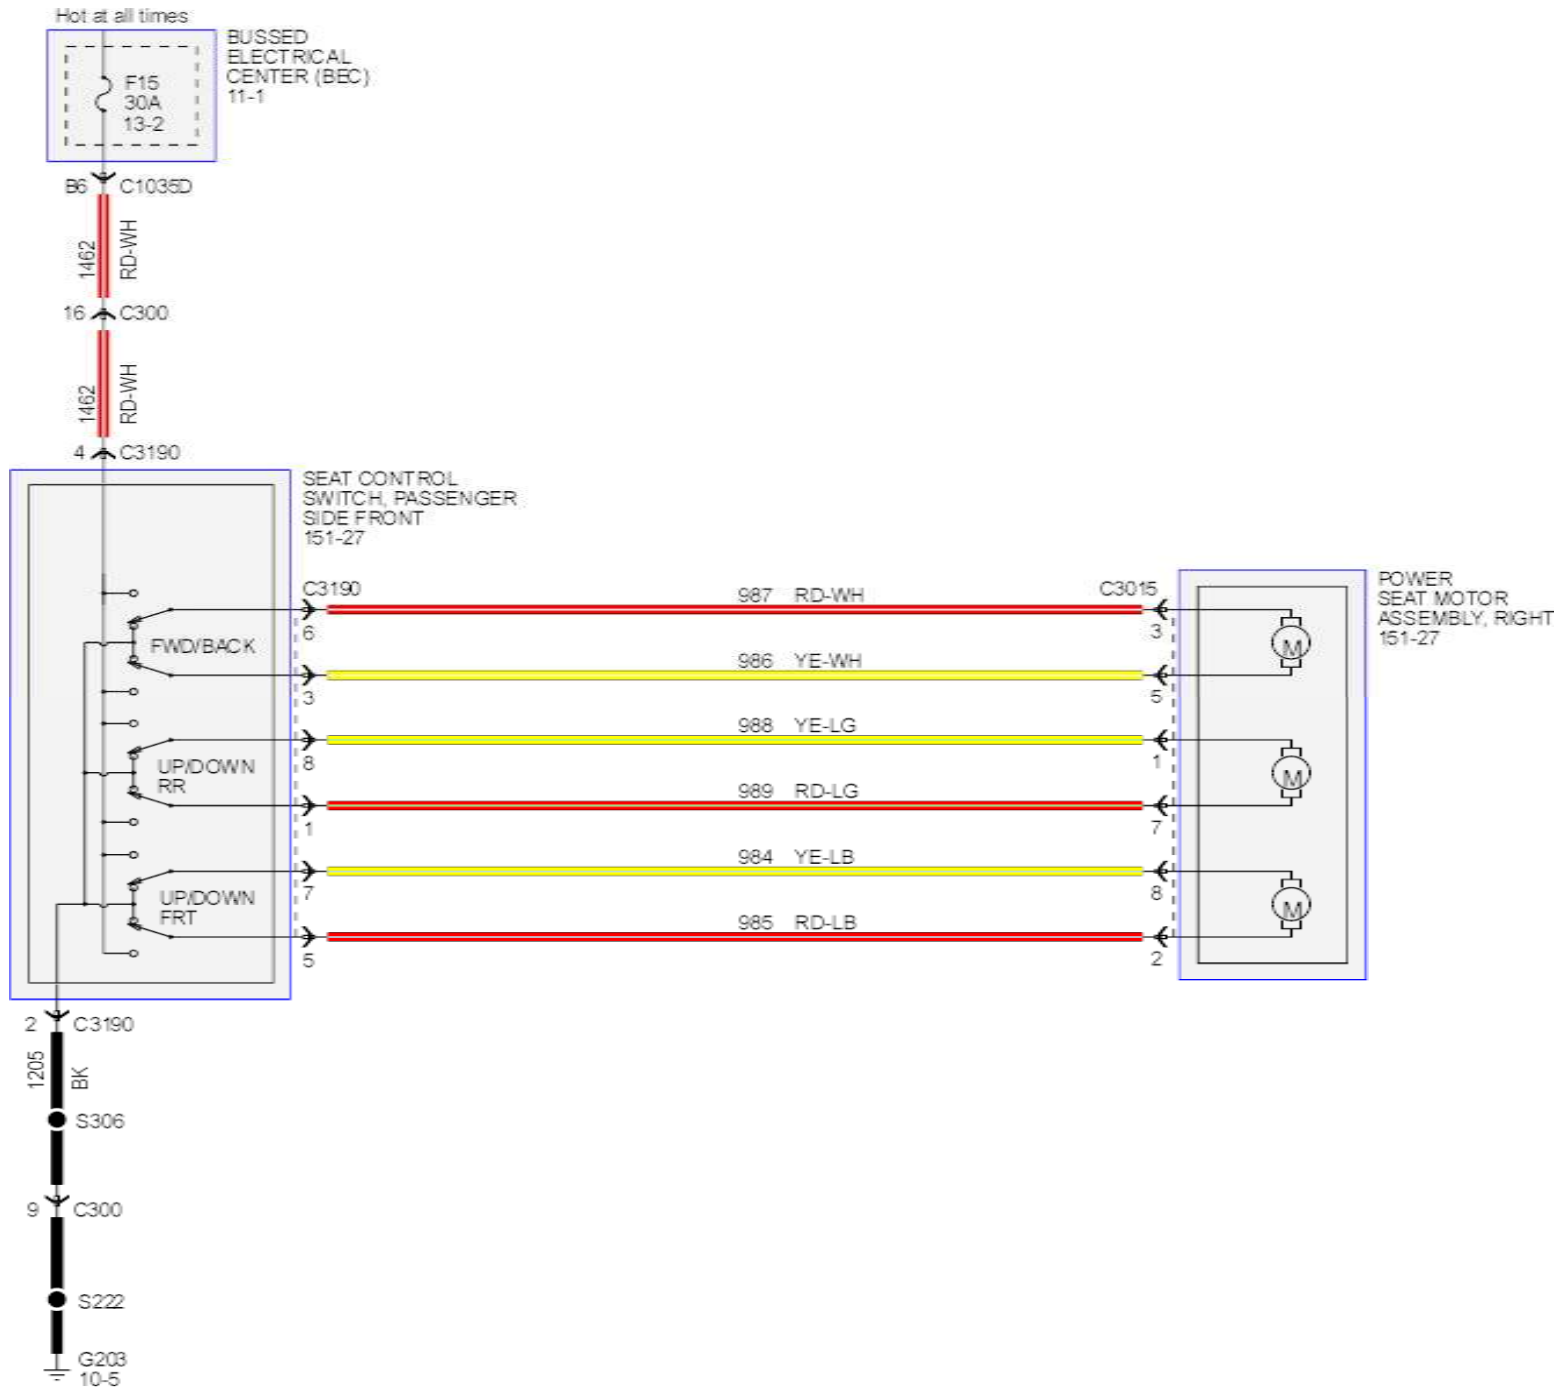 Hot at all times
BUSSED
ELECTRICAL
CENTER (BEC)
11-1
F15
30A
13-2
B6 C1035D
1462 RD-WH
16 C300
1462 RD-WH
4 C3190
SEAT CONTROL
SWITCH, PASSENGER
SIDE FRONT
151-27
POWER
SEAT MOTOR
ASSEMBLY, RIGHT
151-27
C3190 987 RD-WH C3015
6 3
FWD/BACK M
986 YE-WH
3 5
988 YE-LG
8 1
UP/DOWN
RR M
989 RD-LG
1 7
984 YE-LB
7 8
UP/DOWN
FRT M
985 RD-LB
5 2
2 C3190
1205 BK
S306
9 C300
S222
G203
10-5